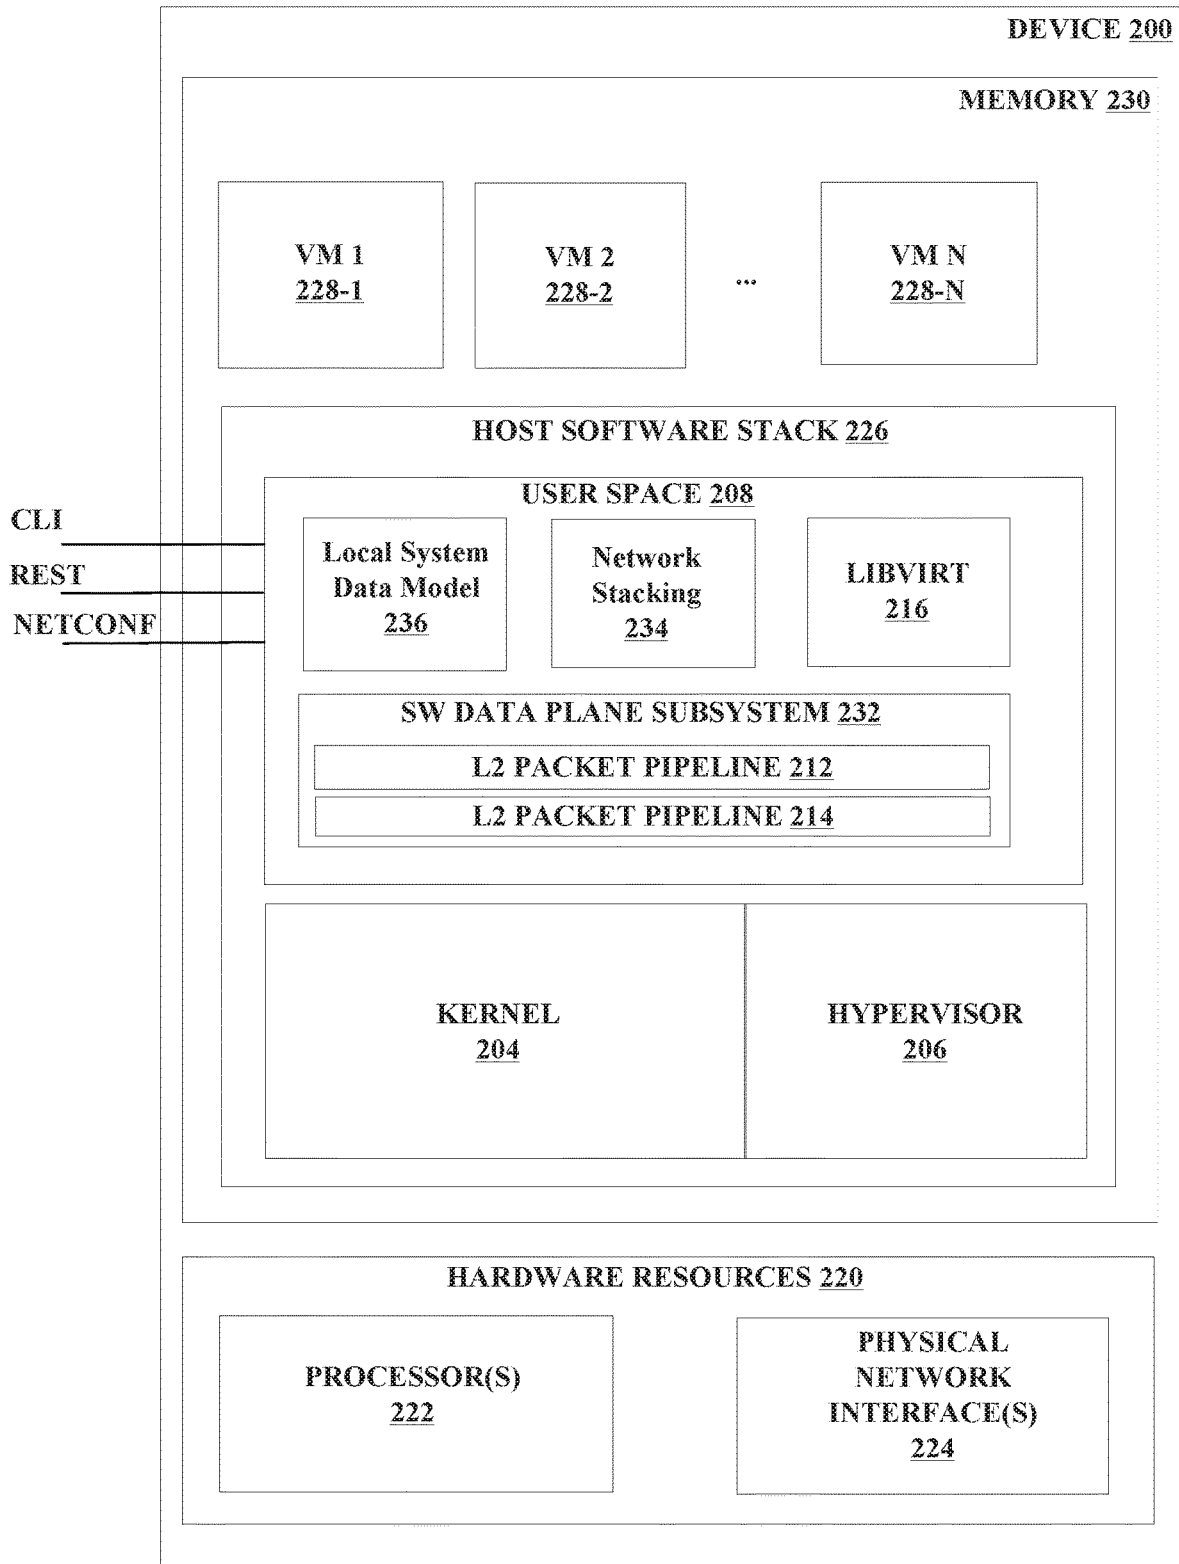 DEVICE 200
MEMORY 230
VM 1
228-1
VM 2
228-2
...
VM N
228-N
HOST SOFTWARE STACK 226
USER SPACE 208
CLI
REST
NETCONF
Local System
Data Model
236
Network
Stacking
234
LIBVIRT
216
SW DATA PLANE SUBSYSTEM 232
L2 PACKET PIPELINE 212
L2 PACKET PIPELINE 214
KERNEL
204
HYPERVISOR
206
HARDWARE RESOURCES 220
PROCESSOR(S)
222
PHYSICAL
NETWORK
INTERFACE(S)
224